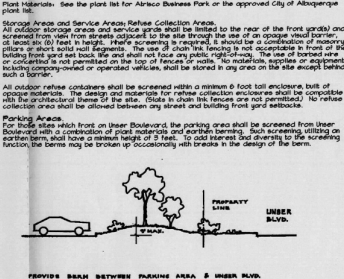 Plant Materials: See the plant list for Atrisco Business Park or the approved City of Albuquerque
plant list.
Storage Areas and Service Areas; Refuse Collection Areas.
All outdoor storage areas and service yards shall be limited to the rear of the front yard(s) and
screened from view from streets adjacent to the site through the use of an opaque visual barrier,
at least six (6) feet in height. Where screening is required, it should be a combination of masonry
pillars or short solid wall segments. The use of chain link fencing is not acceptable in front of the
building yard set back line and shall not face any public right-of-way. The use of barbed wire
or concertina is not permitted on the top of fences or walls. No materials, supplies or equipment,
including company-owned or operated vehicles, shall be stored in any area on the site except behind
such a barrier.
All outdoor refuse containers shall be screened within a minimum 6 foot tall enclosure, built of
opaque materials. The design and materials for refuse collection enclosures shall be compatible
with the architectural theme of the site. (Slats in chain link fences are not permitted.) No refuse
collection area shall be allowed between any street and building front yard setbacks.
Parking Areas.
For those sites which front on Unser Boulevard, the parking area shall be screened from Unser
Boulevard with a combination of plant materials and earthen berming. Such screening, utilizing an
earthen berm, shall have a minimum height of 3 feet. To add interest and diversity to the screening
function, the berms may be broken up occasionally with breaks in the design of the berm.
PROPERTY
LINE
UNSER
BLVD.
MAX.
PROVIDE BERM BETWEEN PARKING AREA & UNSER BLVD.